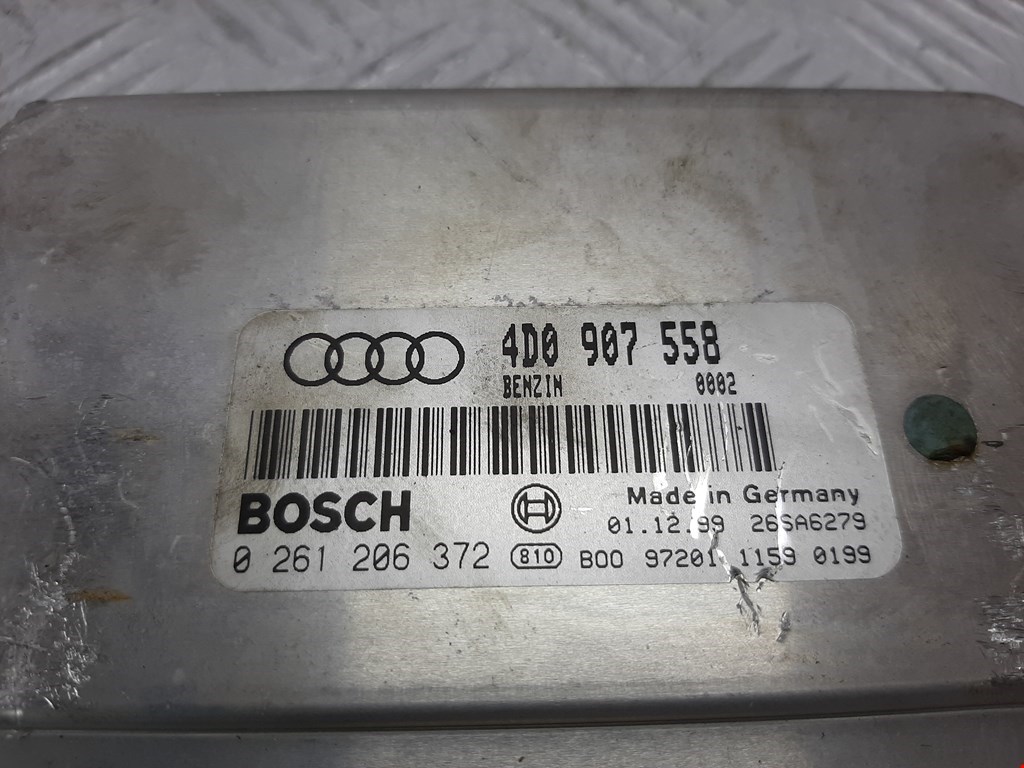 4D0 907 558
BENZIN 0002
BOSCH
Made in Germany
01.12.99 26SA6279
0 261 206 372 810 B00 97201 1159 0199